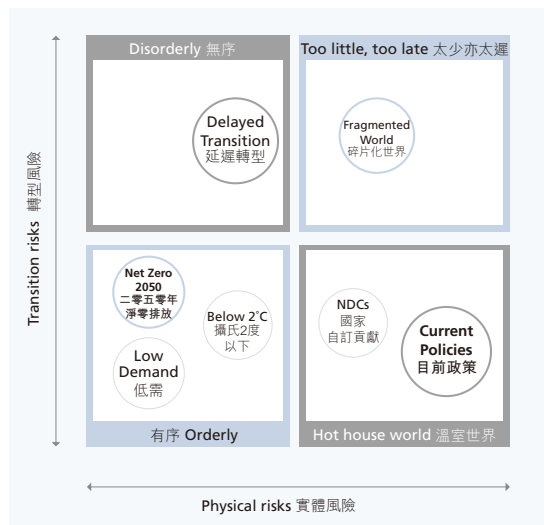 Disorderly 無序
Too little, too late 太少亦太遲
Delayed
Transition
延遲轉型
Fragmented
World
碎片化世界
Transition risks 轉型風險
Net Zero
2050
二零五零年
淨零排放
Below 2°C
攝氏2度
以下
Low
Demand
低需
NDCs
國家
自訂貢獻
Current
Policies
目前政策
有序 Orderly
Hot house world 溫室世界
Physical risks 實體風險